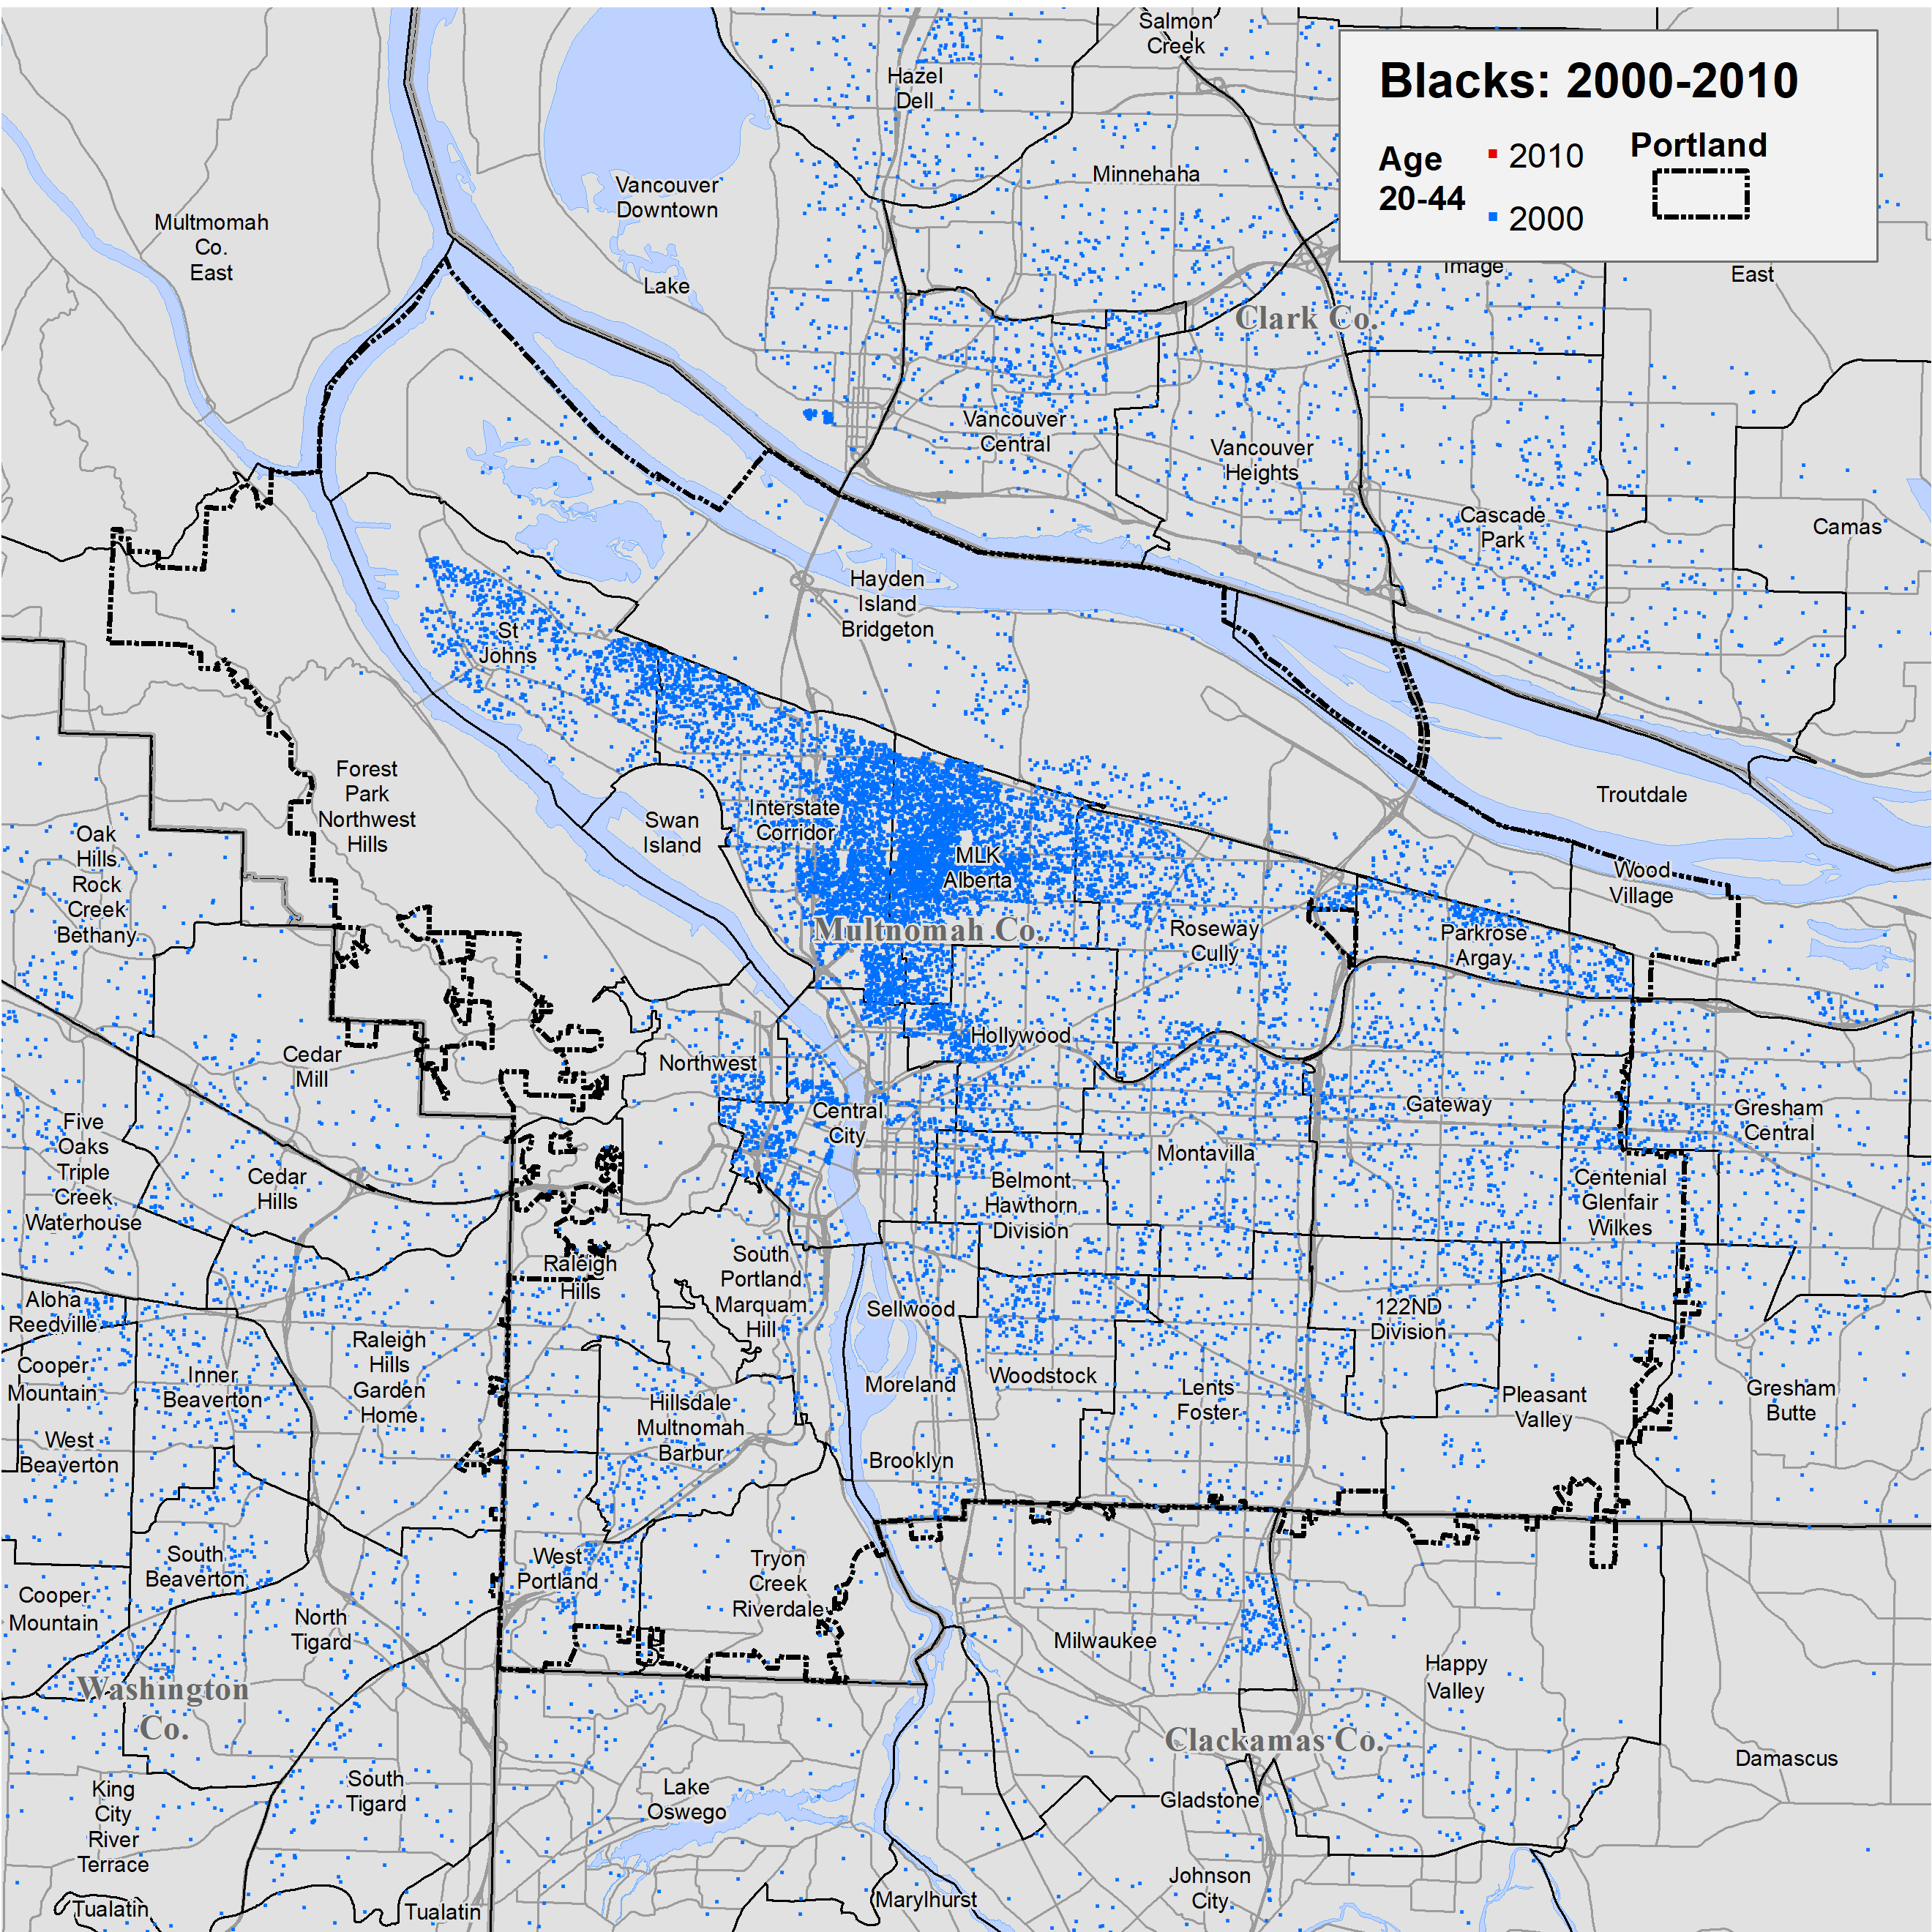 Salmon
Creek
Hazel
Dell
Blacks: 2000-2010
Age
20-44
2010
2000
Portland
Minnehaha
Vancouver
Downtown
Multmomah
Co.
East
Lake
Image
East
Clark Co.
Vancouver
Central
Vancouver
Heights
Cascade
Park
Camas
Hayden
Island
Bridgeton
St
Johns
Forest
Park
Northwest
Hills
Troutdale
Swan
Island
Interstate
Corridor
MLK
Alberta
Wood
Village
Oak
Hills
Rock
Creek
Bethany
Multnomah Co.
Roseway
Cully
Parkrose
Argay
Hollywood
Northwest
Cedar
Mill
Central
City
Gateway
Gresham
Central
Five
Oaks
Triple
Creek
Waterhouse
Cedar
Hills
Montavilla
Belmont
Hawthorn
Division
Centenial
Glenfair
Wilkes
Raleigh
Hills
South
Portland
Marquam
Hill
Sellwood
122ND
Division
Aloha
Reedville
Cooper
Mountain
Inner
Beaverton
Raleigh
Hills
Garden
Home
Moreland
Woodstock
Lents
Foster
Pleasant
Valley
Gresham
Butte
Hillsdale
Multnomah
Barbur
West
Beaverton
Brooklyn
South
Beaverton
West
Portland
Tryon
Creek
Riverdale
Cooper
Mountain
North
Tigard
Milwaukee
Happy
Valley
Washington
Co.
Clackamas Co.
Damascus
King
City
River
Terrace
South
Tigard
Lake
Oswego
Gladstone
Johnson
City
Tualatin
Tualatin
Marylhurst